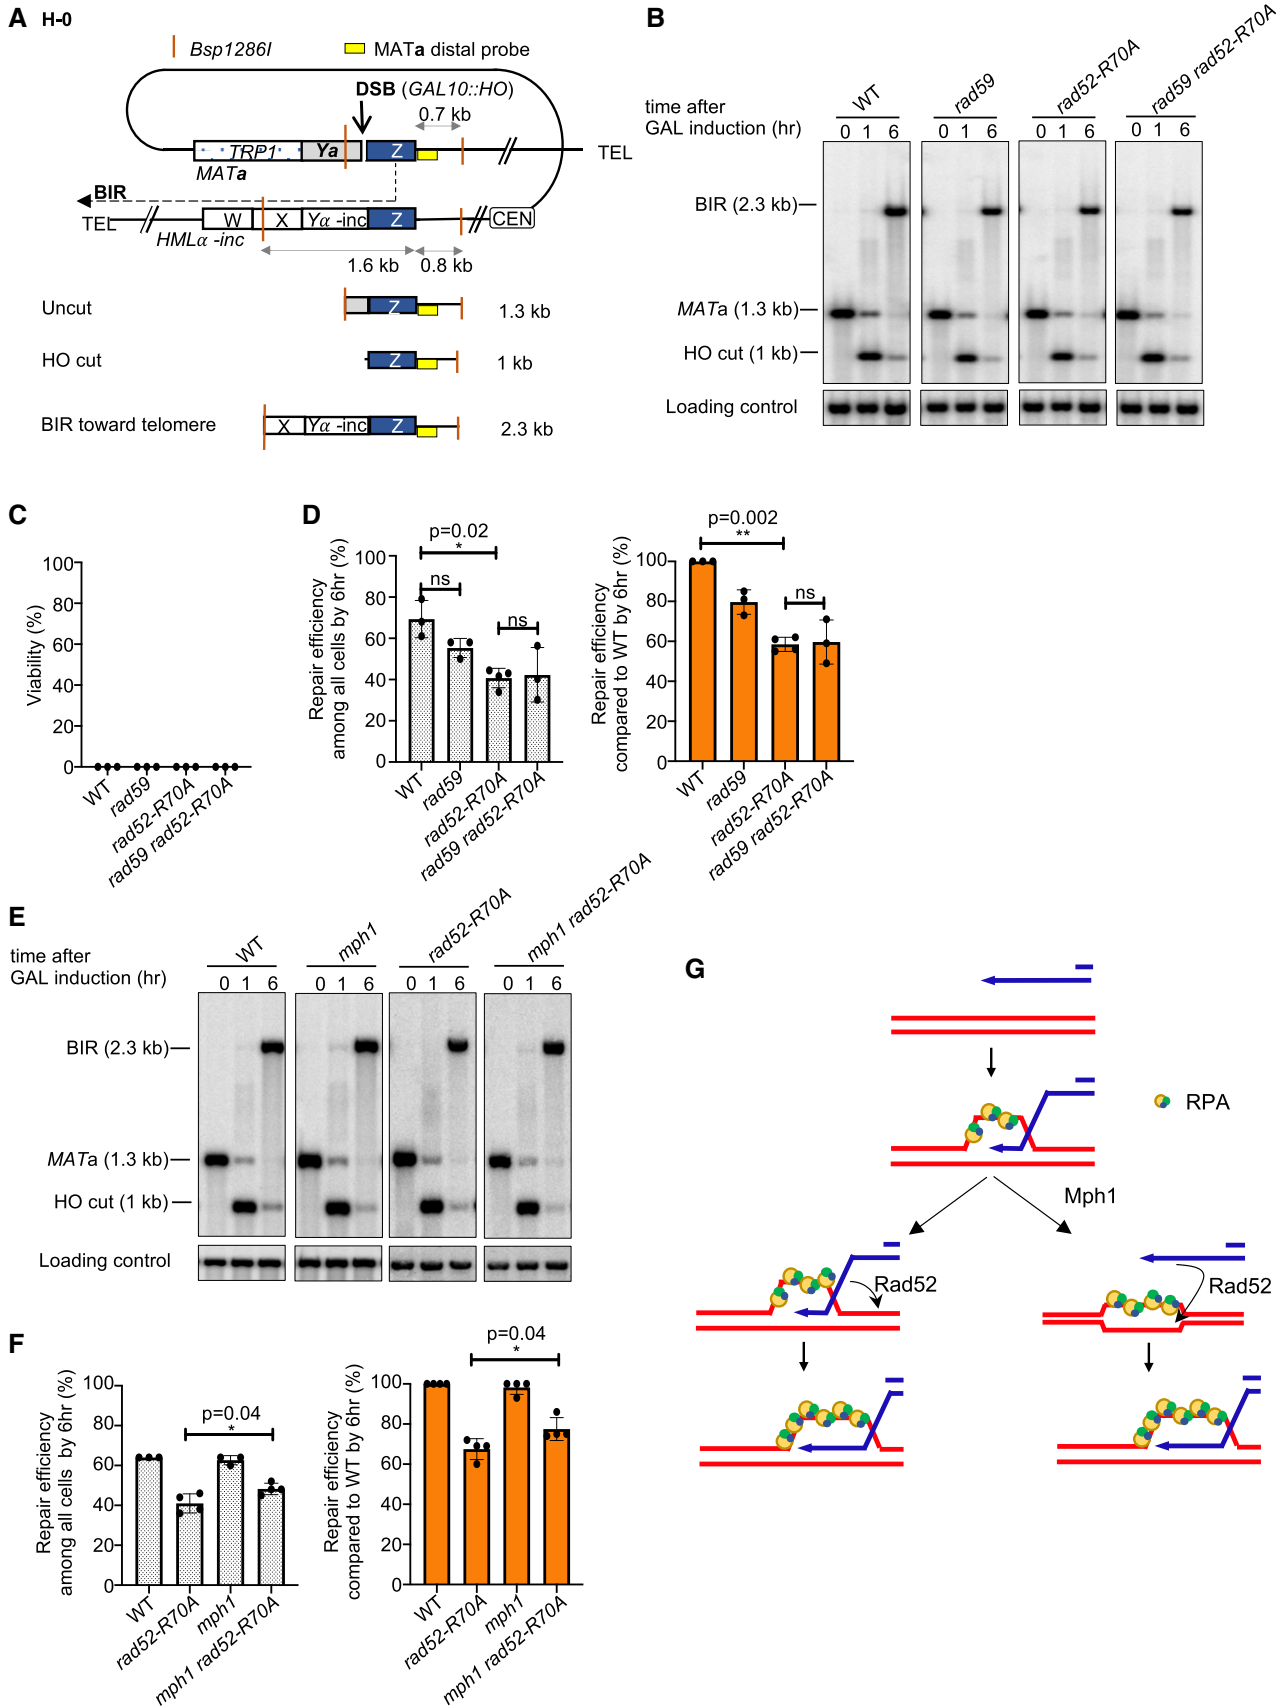 A H-0
Bsp1286I
MATa distal probe
DSB (GAL10::HO)
0.7 kb
TRP1
Ya
Z
TEL
MATa
BIR
TEL
W
X
Yα -inc
Z
CEN
HMLα -inc
1.6 kb
0.8 kb
Uncut
Z
1.3 kb
HO cut
Z
1 kb
BIR toward telomere
X
Yα -inc
Z
2.3 kb
B
WT
rad59
rad52-R70A
rad59 rad52-R70A
time after
GAL induction (hr)
0 1 6
0 1 6
0 1 6
0 1 6
BIR (2.3 kb)
MATa (1.3 kb)
HO cut (1 kb)
Loading control
C
Viability (%)
100
80
60
40
20
0
WT
rad59
rad52-R70A
rad59 rad52-R70A
D
Repair efficiency
among all cells by 6hr (%)
100
80
60
40
20
0
p=0.02
*
ns
ns
WT
rad59
rad52-R70A
rad59 rad52-R70A
Repair efficiency
compared to WT by 6hr (%)
100
80
60
40
20
0
p=0.002
**
ns
WT
rad59
rad52-R70A
rad59 rad52-R70A
E
WT
mph1
rad52-R70A
mph1 rad52-R70A
time after
GAL induction (hr)
0 1 6
0 1 6
0 1 6
0 1 6
BIR (2.3 kb)
MATa (1.3 kb)
HO cut (1 kb)
Loading control
F
Repair efficiency
among all cells by 6hr (%)
100
80
60
40
20
0
p=0.04
*
WT
rad52-R70A
mph1
mph1 rad52-R70A
Repair efficiency
compared to WT by 6hr (%)
100
80
60
40
20
0
p=0.04
*
WT
rad52-R70A
mph1
mph1 rad52-R70A
G
RPA
Mph1
Rad52
Rad52